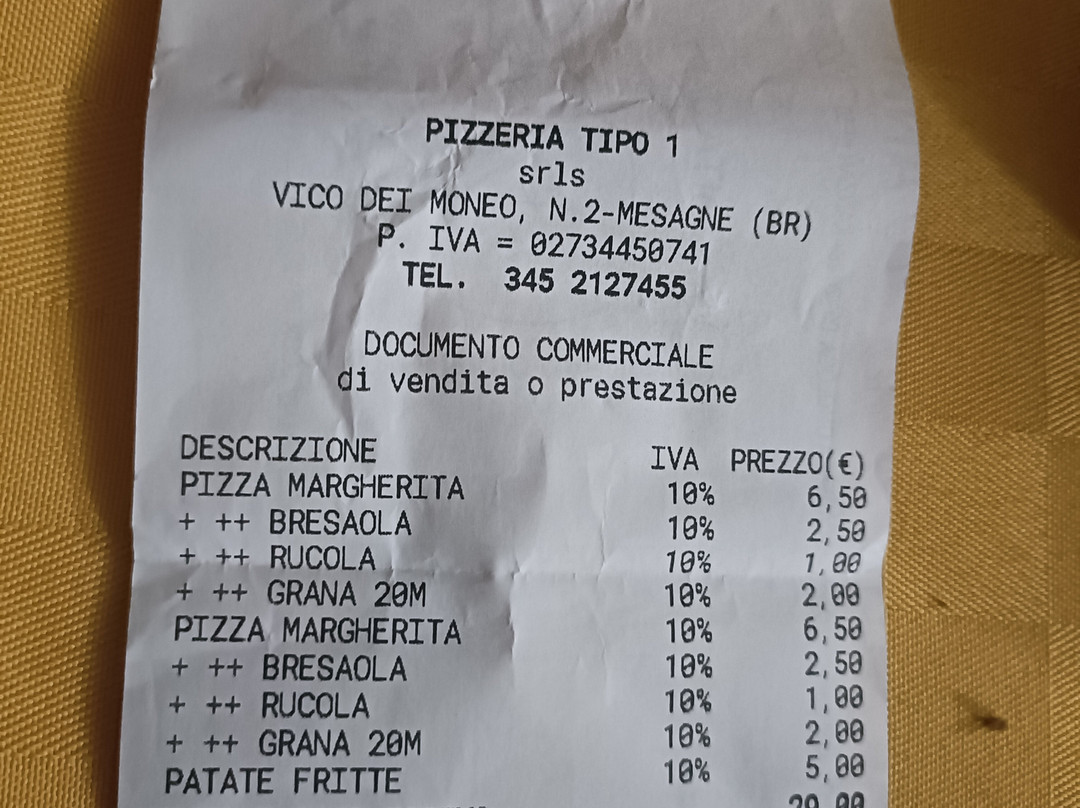 PIZZERIA TIPO 1
srls
VICO DEI MONEO, N.2-MESAGNE (BR)
P. IVA = 02734450741
TEL. 345 2127455
DOCUMENTO COMMERCIALE
di vendita o prestazione
DESCRIZIONE IVA PREZZO(€)
PIZZA MARGHERITA 10% 6,50
+ ++ BRESAOLA 10% 2,50
+ ++ RUCOLA 10% 1,00
+ ++ GRANA 20M 10% 2,00
PIZZA MARGHERITA 10% 6,50
+ ++ BRESAOLA 10% 2,50
+ ++ RUCOLA 10% 1,00
+ ++ GRANA 20M 10% 2,00
PATATE FRITTE 10% 5,00